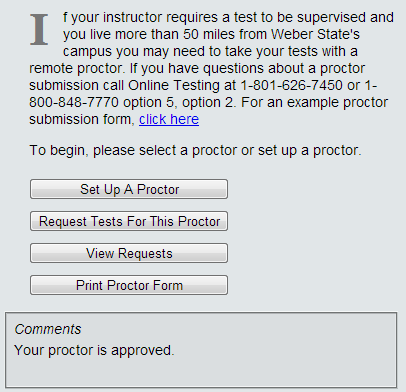 If your instructor requires a test to be supervised and
you live more than 50 miles from Weber State's
campus you may need to take your tests with a
remote proctor. If you have questions about a proctor
submission call Online Testing at 1-801-626-7450 or 1-
800-848-7770 option 5, option 2. For an example proctor
submission form, click here
To begin, please select a proctor or set up a proctor.
Set Up A Proctor
Request Tests For This Proctor
View Requests
Print Proctor Form
Comments
Your proctor is approved.